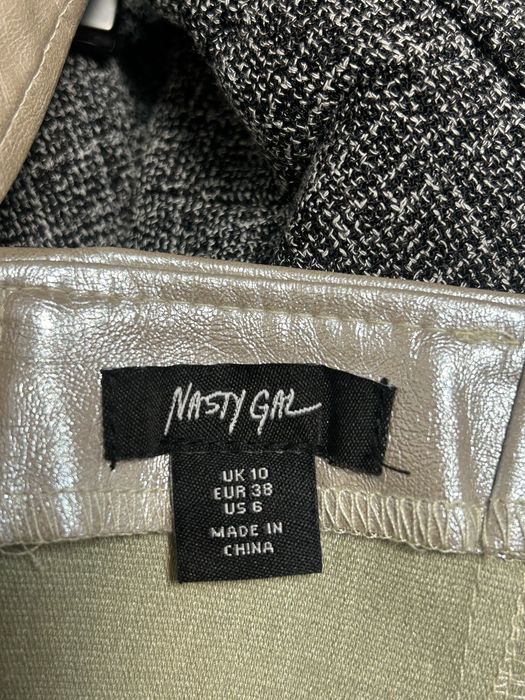 NASTY GAL
UK 10
EUR 38
US 6
MADE IN
CHINA